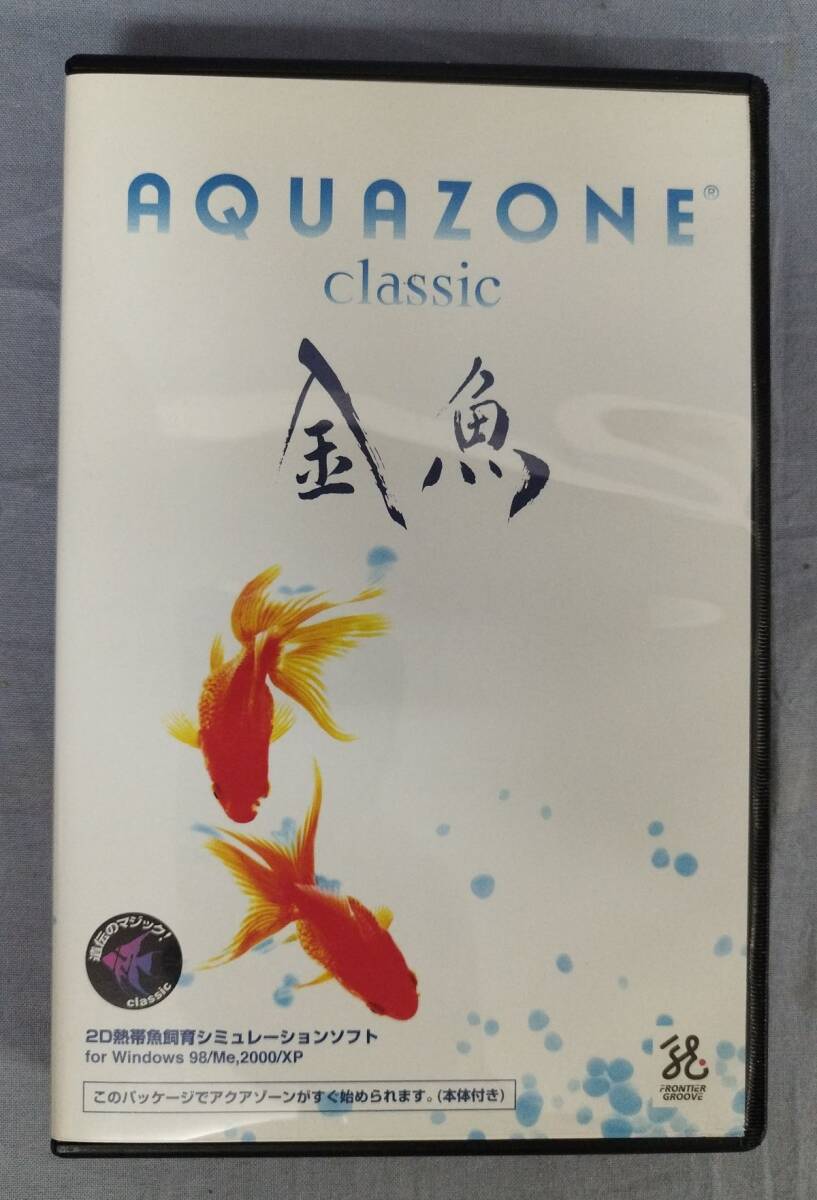 AQUAZONE®
classic
金魚
遺伝のマジック!
classic
2D熱帯魚飼育シミュレーションソフト
for Windows 98/Me,2000/XP
このパッケージでアクアゾーンがすぐ始められます。(本体付き)
FRONTIER
GROOVE